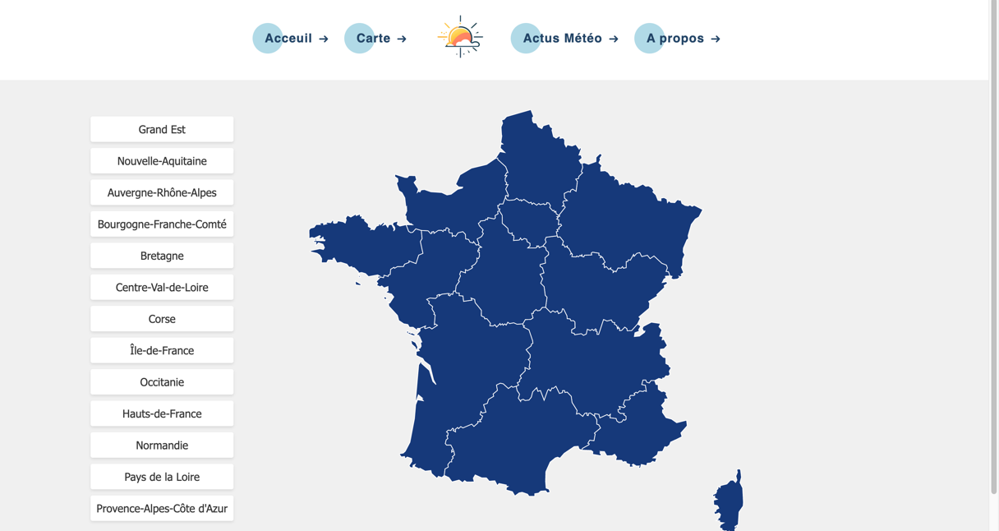 Acceuil →
Carte →
Actus Météo →
A propos →
Grand Est
Nouvelle-Aquitaine
Auvergne-Rhône-Alpes
Bourgogne-Franche-Comté
Bretagne
Centre-Val-de-Loire
Corse
Île-de-France
Occitanie
Hauts-de-France
Normandie
Pays de la Loire
Provence-Alpes-Côte d'Azur